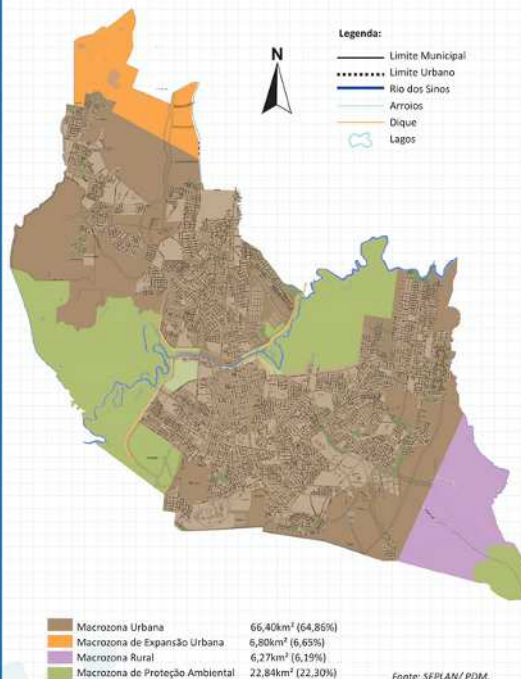 Legenda:
N
Limite Municipal
Limite Urbano
Rio dos Sinos
Arroios
Dique
Lagos
Macrozona Urbana 66,40km² (64,86%)
Macrozona de Expansão Urbana 6,80km² (6,65%)
Macrozona Rural 6,27km² (6,19%)
Macrozona de Proteção Ambiental 22,84km² (22,30%)
Fonte: SEPLAN/ PDM.